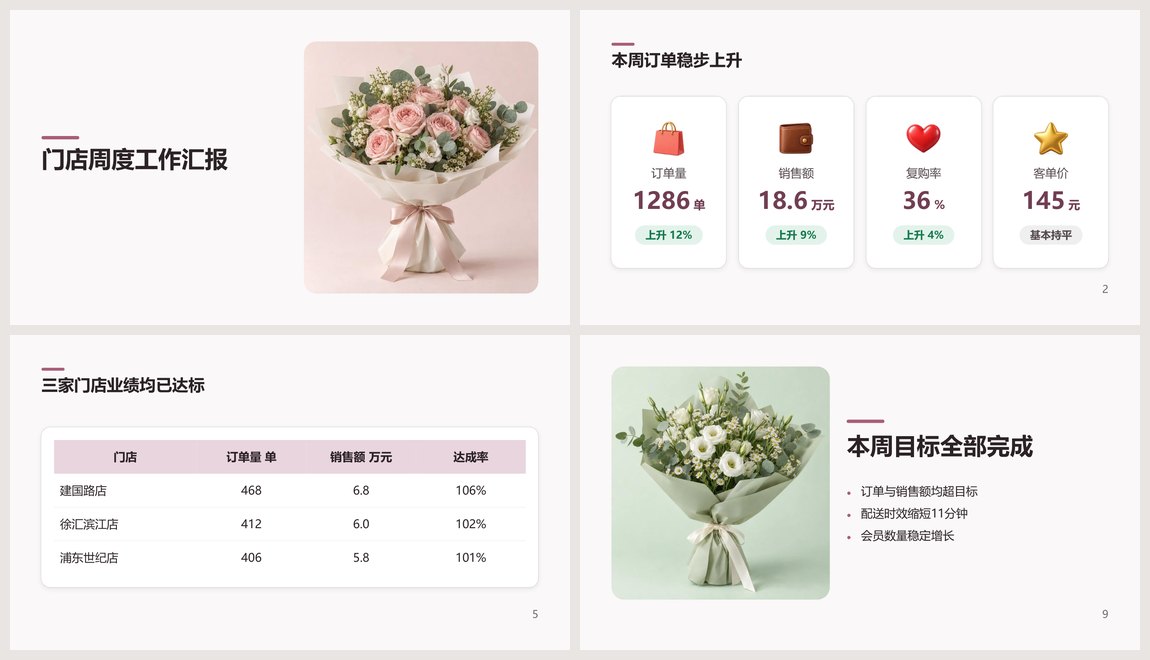 门店周度工作汇报
本周订单稳步上升
订单量
1286 单
上升 12%
销售额
18.6 万元
上升 9%
复购率
36 %
上升 4%
客单价
145 元
基本持平
2
三家门店业绩均已达标
门店 订单量 单 销售额 万元 达成率
建国路店 468 6.8 106%
徐汇滨江店 412 6.0 102%
浦东世纪店 406 5.8 101%
5
本周目标全部完成
• 订单与销售额均超目标
• 配送时效缩短11分钟
• 会员数量稳定增长
9